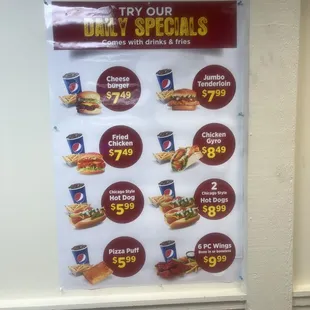 TRY OUR
DAILY SPECIALS
Comes with drinks & fries
Cheese
burger
$7.49
Jumbo
Tenderloin
$7.99
Fried
Chicken
$7.49
Chicken
Gyro
$8.49
Chicago Style
Hot Dog
$5.99
2
Chicago Style
Hot Dogs
$8.99
Pizza Puff
$5.99
6 PC Wings
$9.99